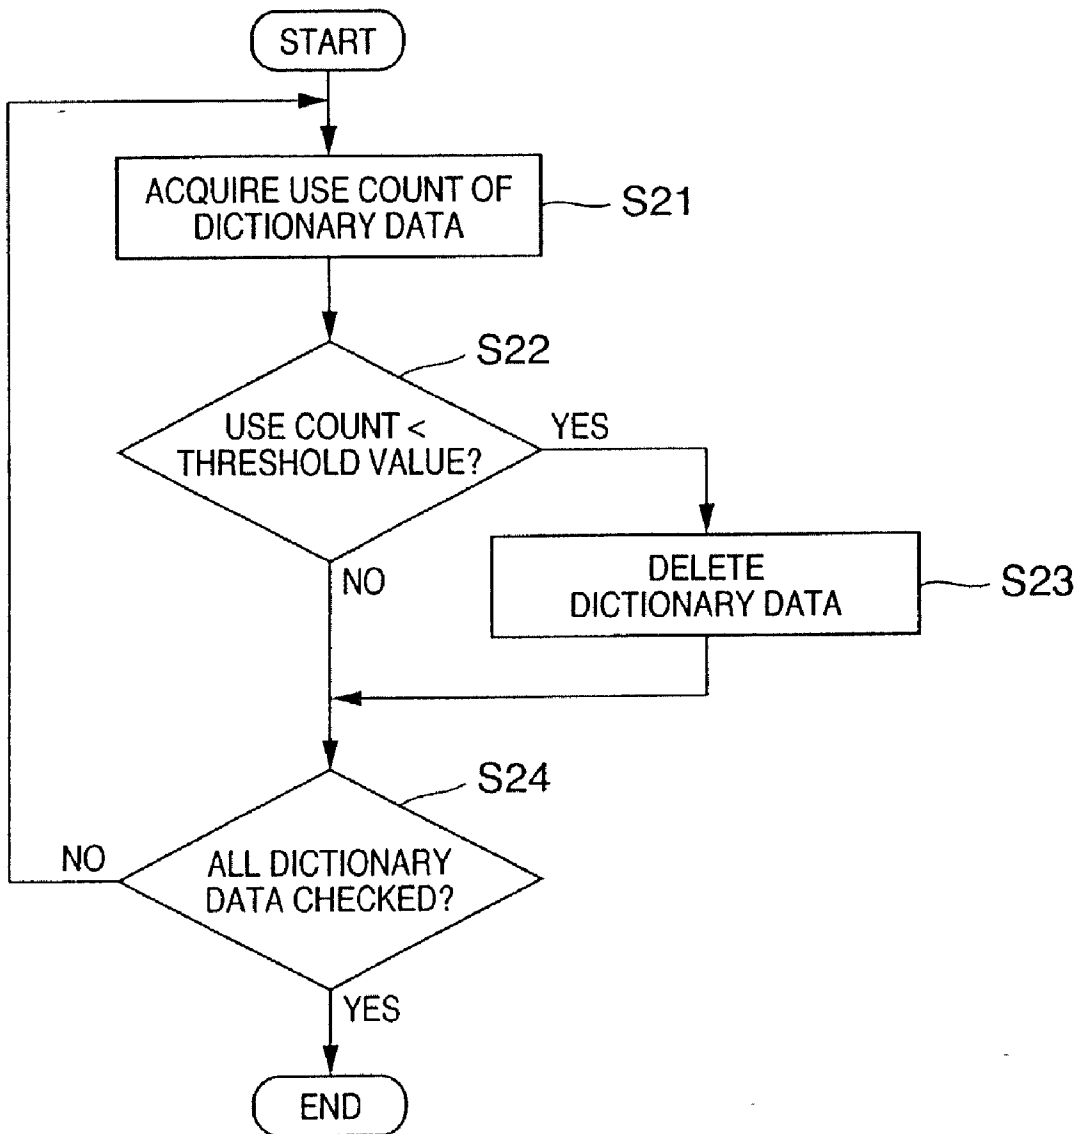 START
ACQUIRE USE COUNT OF
DICTIONARY DATA
S21
S22
USE COUNT <
THRESHOLD VALUE?
YES
NO
DELETE
DICTIONARY DATA
S23
S24
NO
ALL DICTIONARY
DATA CHECKED?
YES
END